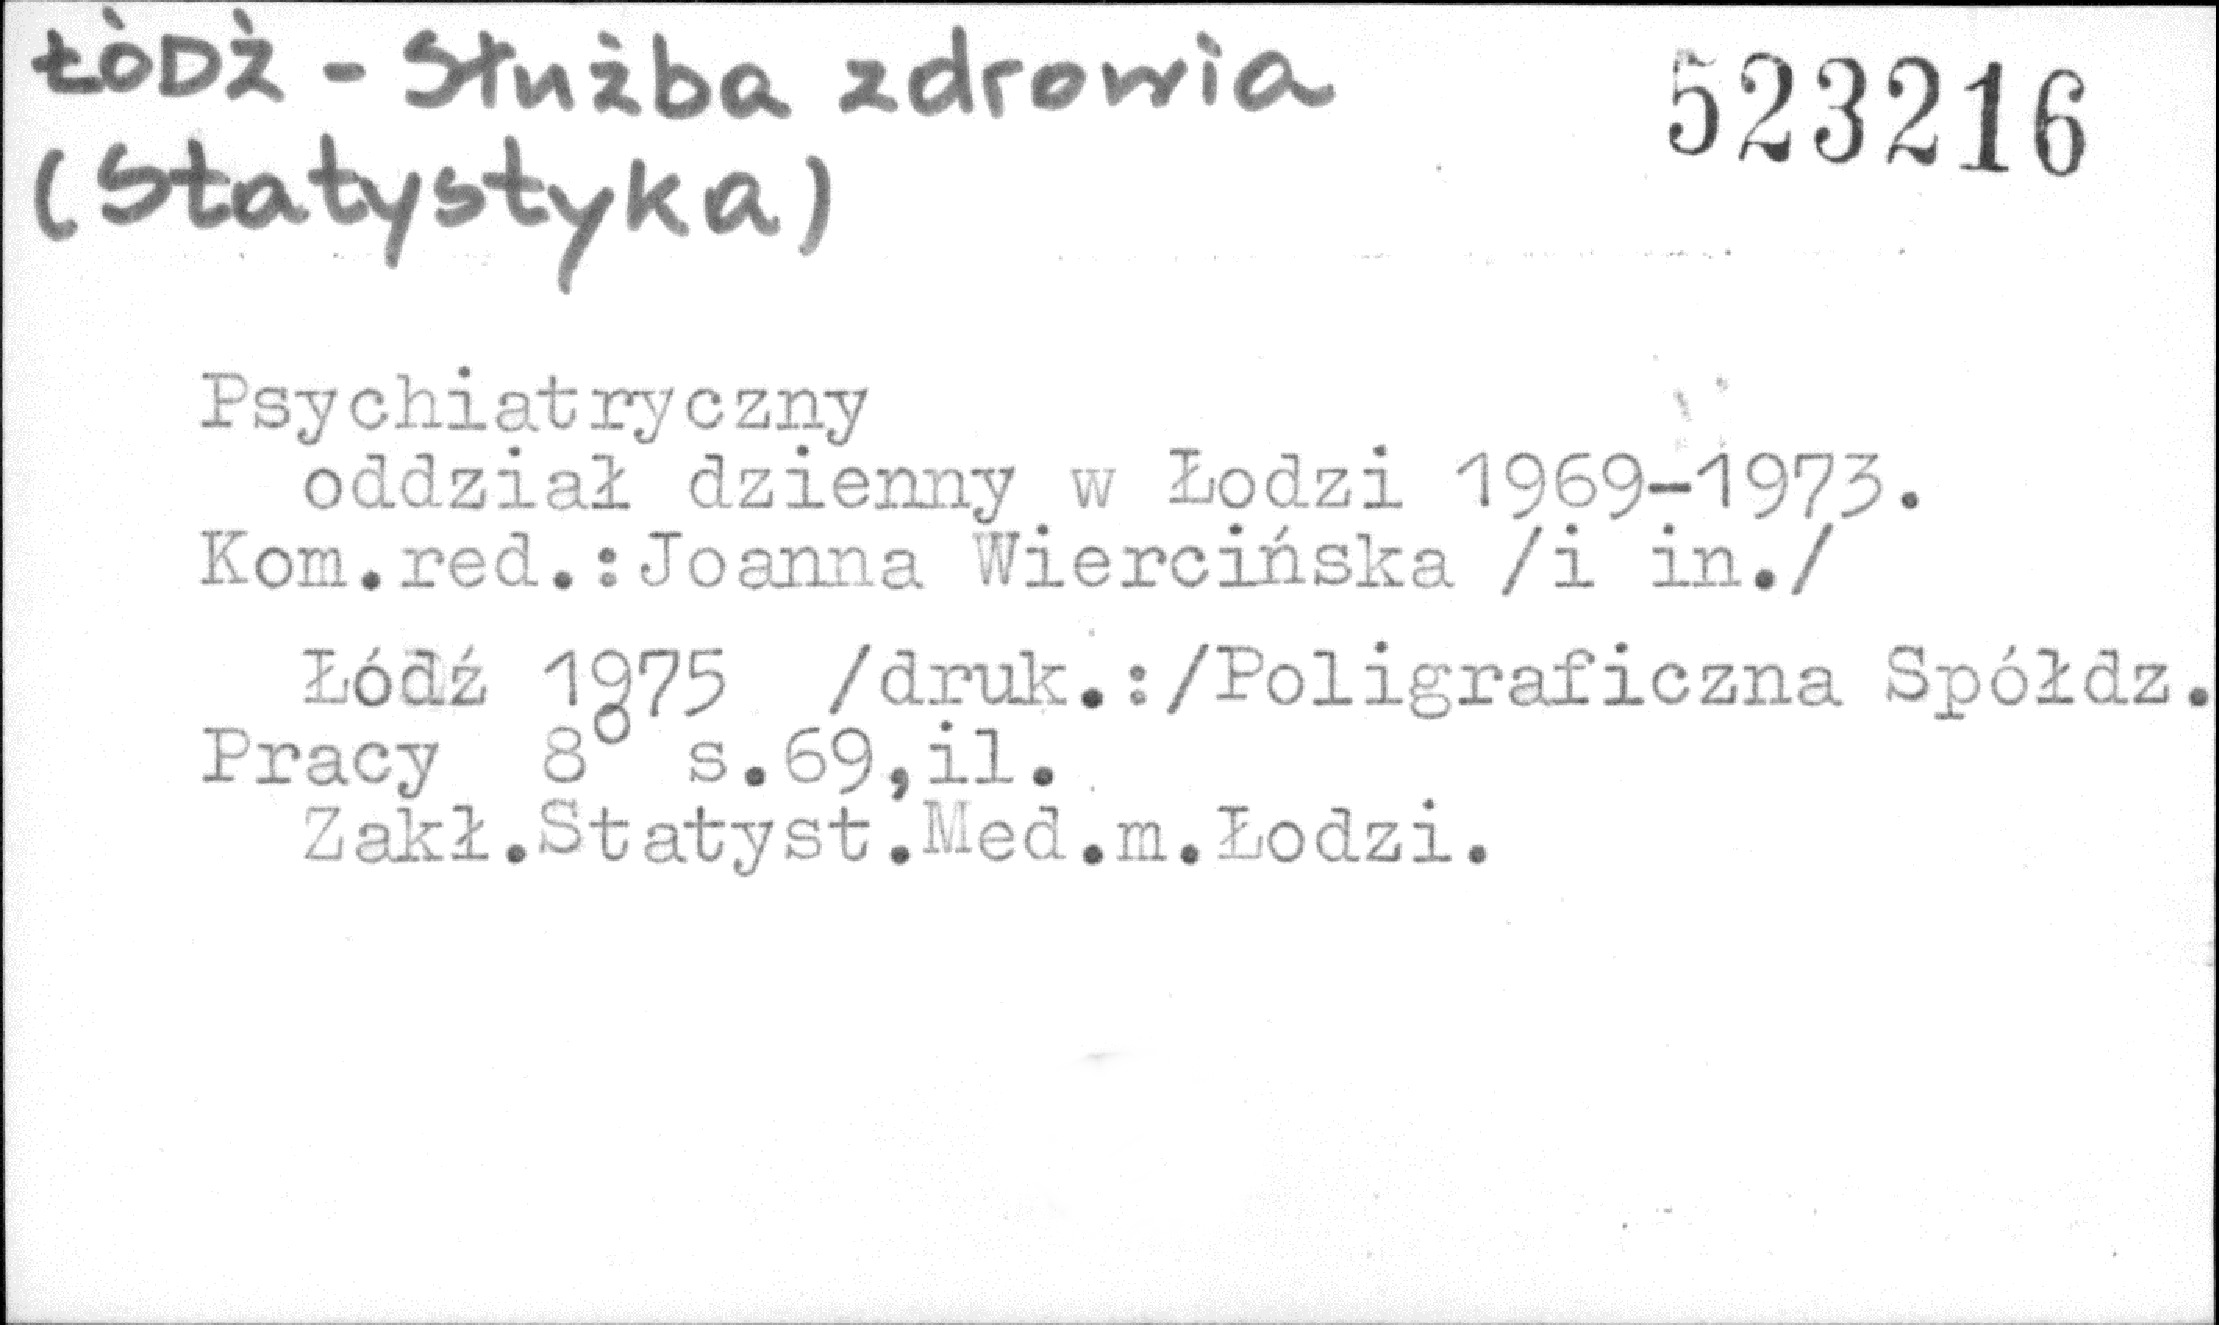 ŁÓDŹ - Służba zdrowia
523216
(Statystyka)
Psychiatryczny
oddział dzienny w Łodzi 1969-1973.
Kom.red.:Joanna Wiercińska /i in./
Łódź 1975 /druk.:/Poligraficzna Spółdz.
Pracy 8° s.69,il.
Zakł.Statyst.Med.m.Łodzi.